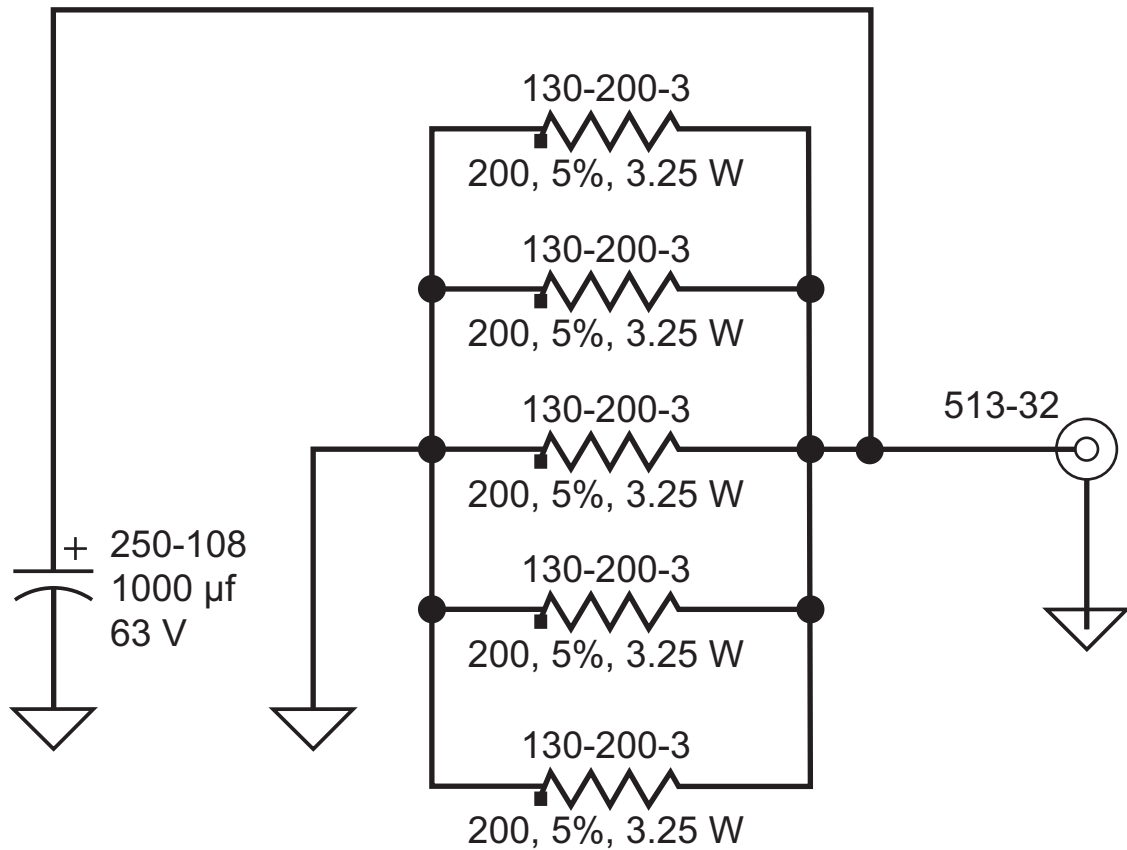 130-200-3
200, 5%, 3.25 W
130-200-3
200, 5%, 3.25 W
130-200-3
200, 5%, 3.25 W
513-32
+ 250-108
1000 µf
63 V
130-200-3
200, 5%, 3.25 W
130-200-3
200, 5%, 3.25 W